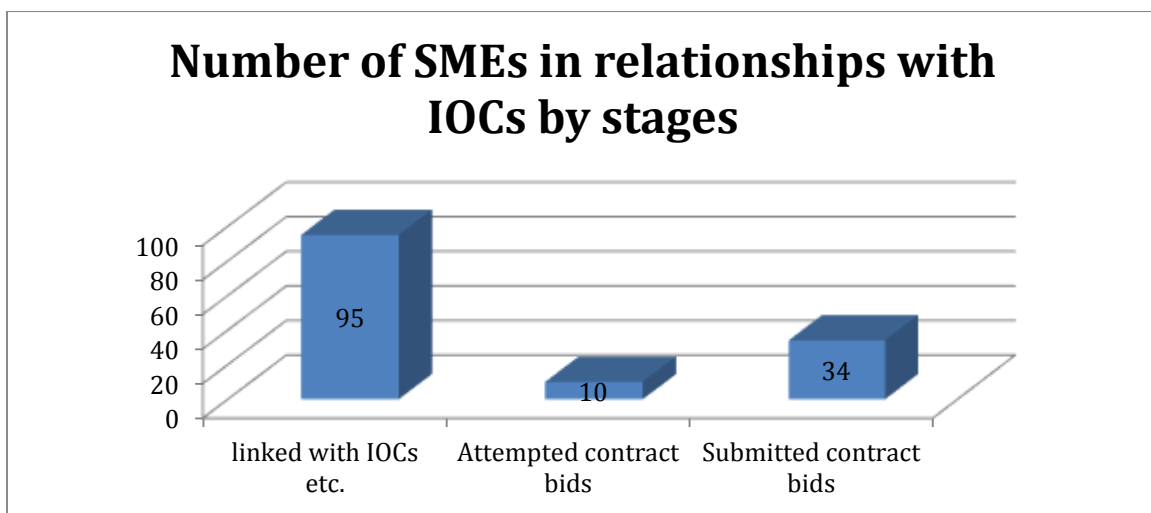 Number of SMEs in relationships with
IOCs by stages
100
80
60
40
20
0
95
10
34
linked with IOCs
etc.
Attempted contract
bids
Submitted contract
bids